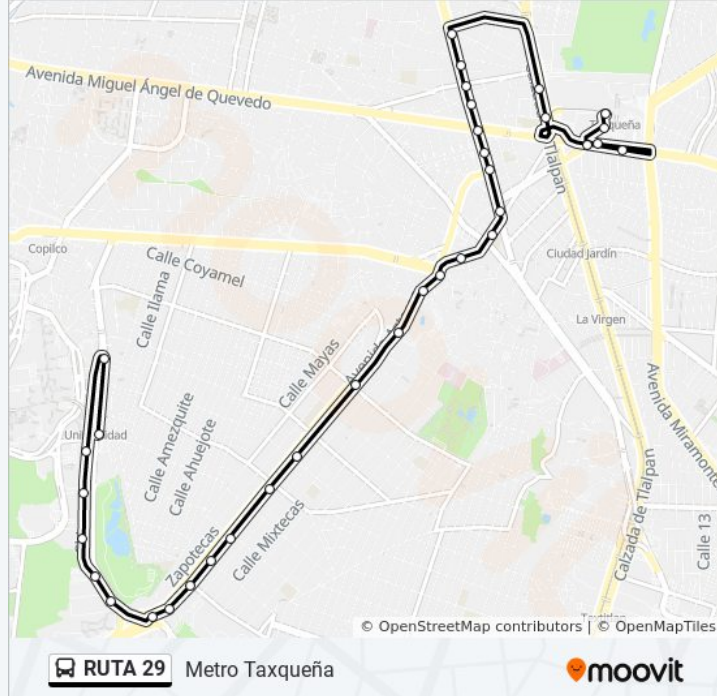 Avenida Miguel Ángel de Quevedo
Taxqueña
Tlalpan
Copilco
Calle Coyamel
Ciudad Jardín
Calle Ilama
La Virgen
Calle Mayas
Avenida
Universidad
Calle Amezquite
Calle Ahuejote
Avenida Miramonte
Zapotecas
Calle Mixtecas
Calzada de Tlalpan
Calle 13
© OpenStreetMap contributors | © OpenMapTiles
RUTA 29
Metro Taxqueña
moovit